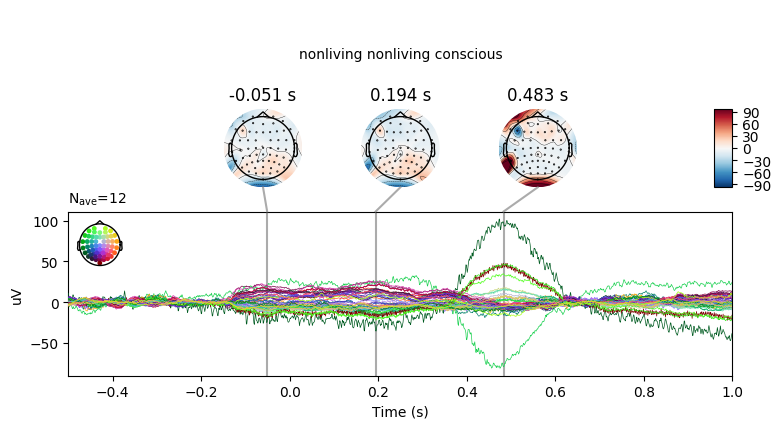 nonliving nonliving conscious
-0.051 s 0.194 s 0.483 s
90
60
30
0
−30
−60
−90
Nave=12
100
50
0
−50
uV
−0.4 −0.2 0.0 0.2 0.4 0.6 0.8 1.0
Time (s)